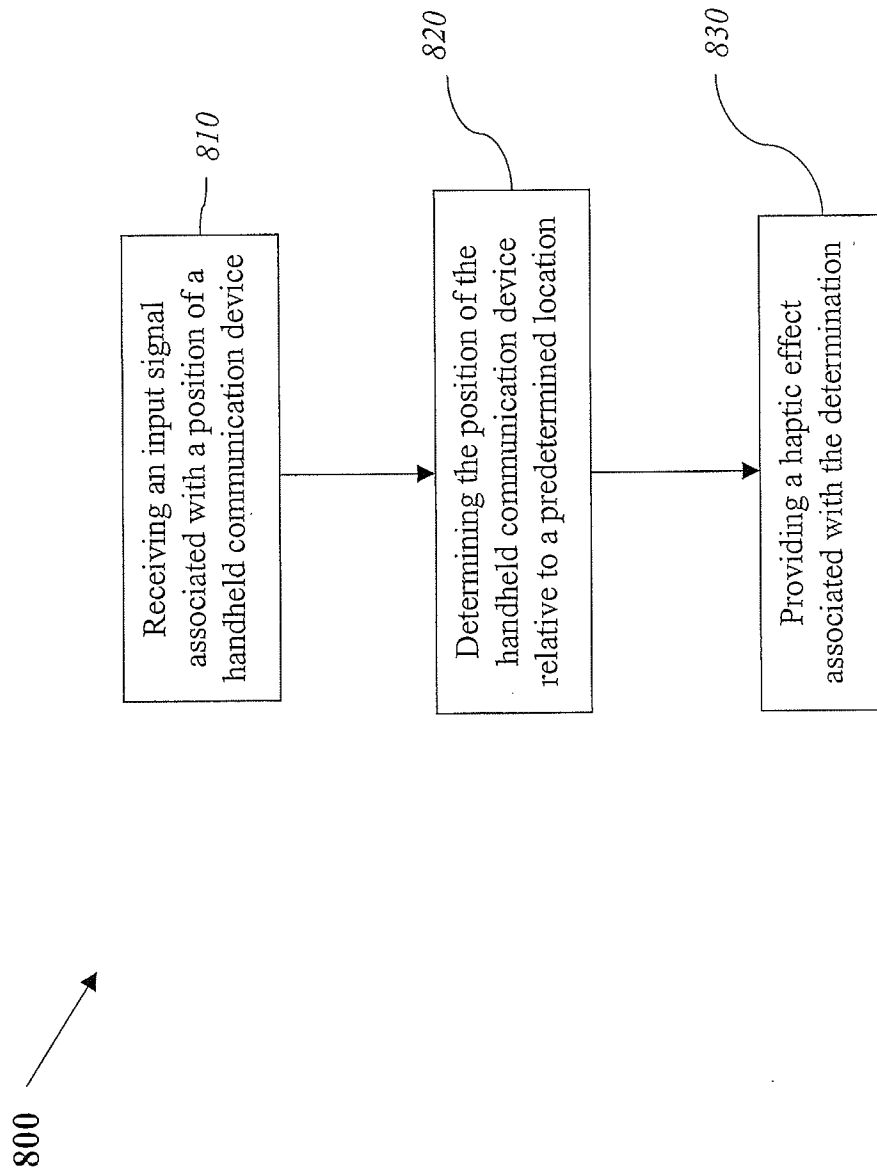 800
Receiving an input signal
associated with a position of a
handheld communication device
810
Determining the position of the
handheld communication device
relative to a predetermined location
820
Providing a haptic effect
associated with the determination
830